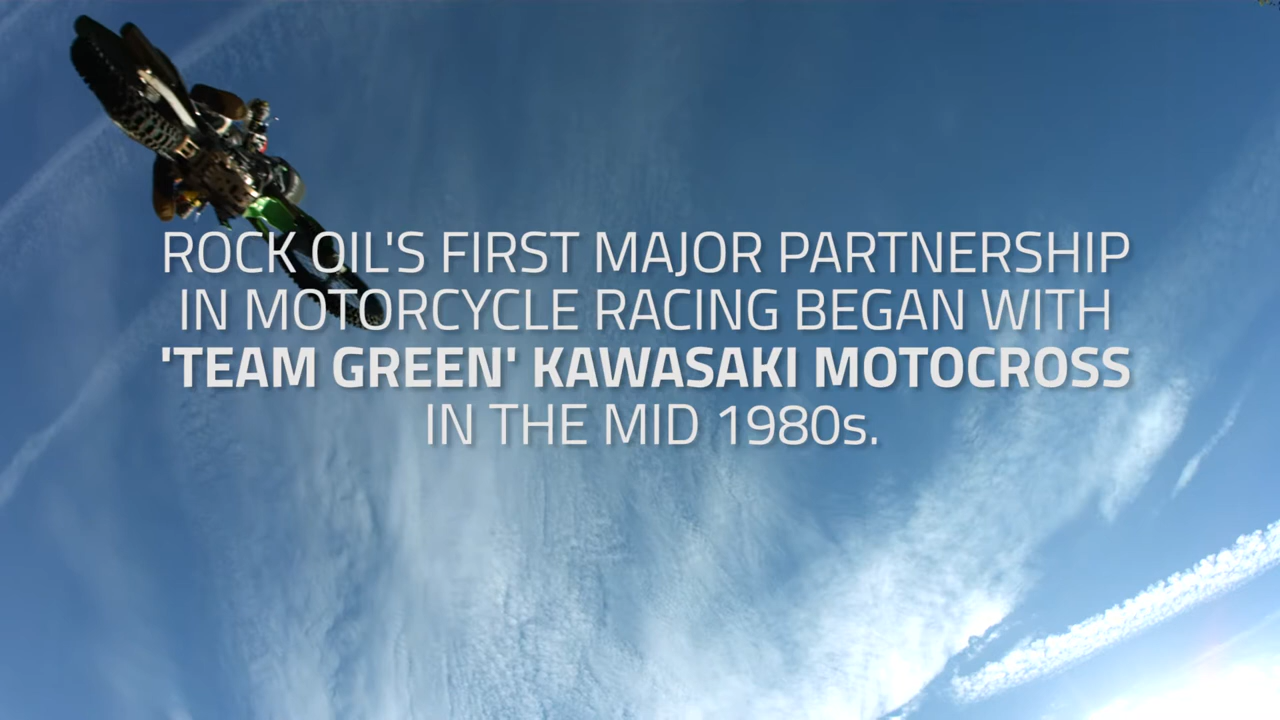 ROCK OIL'S FIRST MAJOR PARTNERSHIP
IN MOTORCYCLE RACING BEGAN WITH
'TEAM GREEN' KAWASAKI MOTOCROSS
IN THE MID 1980s.